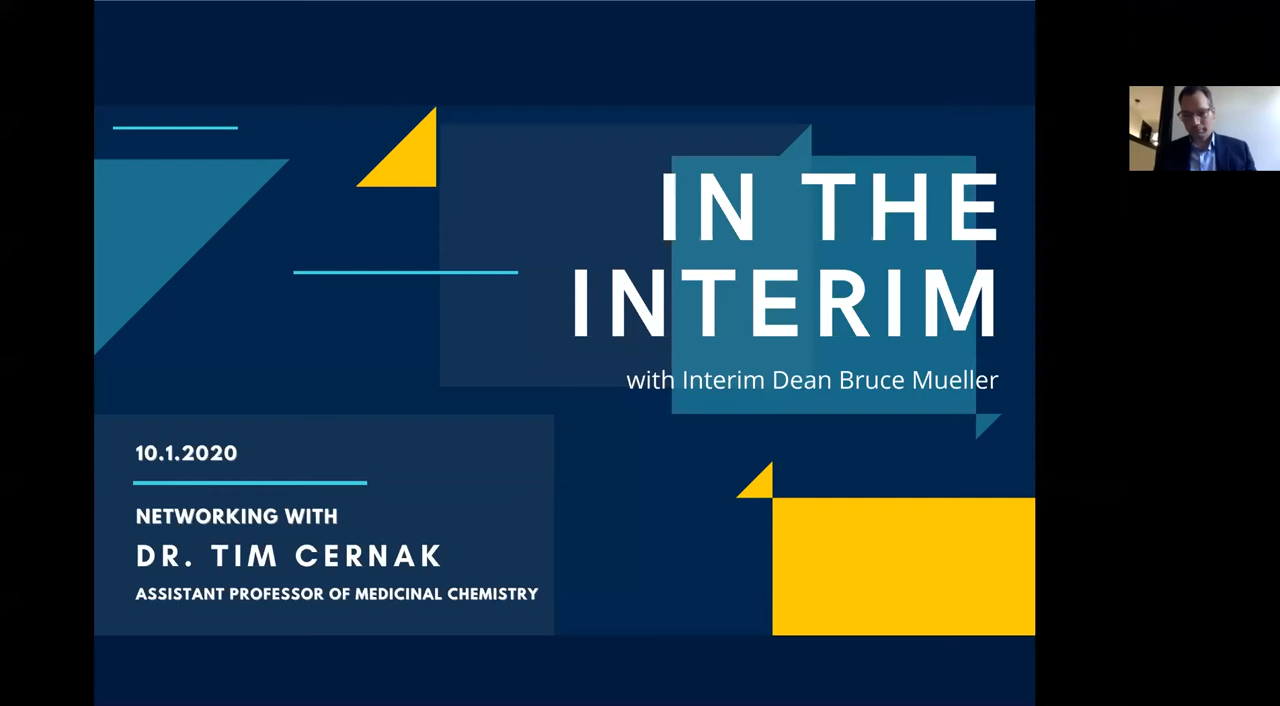 IN THE
INTERIM
with Interim Dean Bruce Mueller
10.1.2020
NETWORKING WITH
DR. TIM CERNAK
ASSISTANT PROFESSOR OF MEDICINAL CHEMISTRY